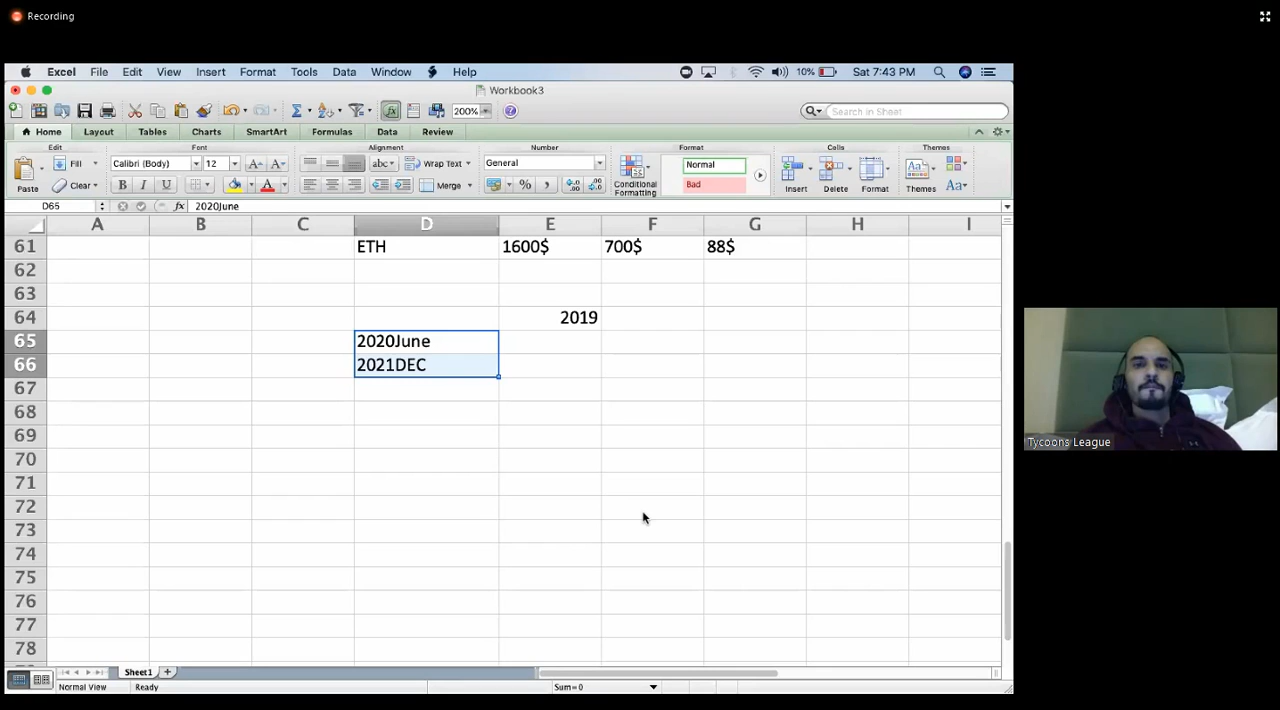 Recording
Excel File Edit View Insert Format Tools Data Window Help 10% Sat 7:43 PM
Workbook3
200% Search in Sheet
Home Layout Tables Charts SmartArt Formulas Data Review
Edit Font Alignment Number Format Cells Themes
Paste Fill Calibri (Body) 12 abc Wrap Text General Conditional Formatting Normal Insert Delete Format Themes Aa
Clear B I U A Merge % Bad
D65 fx 2020June
A B C D E F G H I
61 ETH 1600$ 700$ 88$
62
63
64 2019
65 2020June
66 2021DEC
67
68
69
70
71
72
73
74
75
76
77
78
Tycoons League
Sheet1
Normal View Ready Sum=0